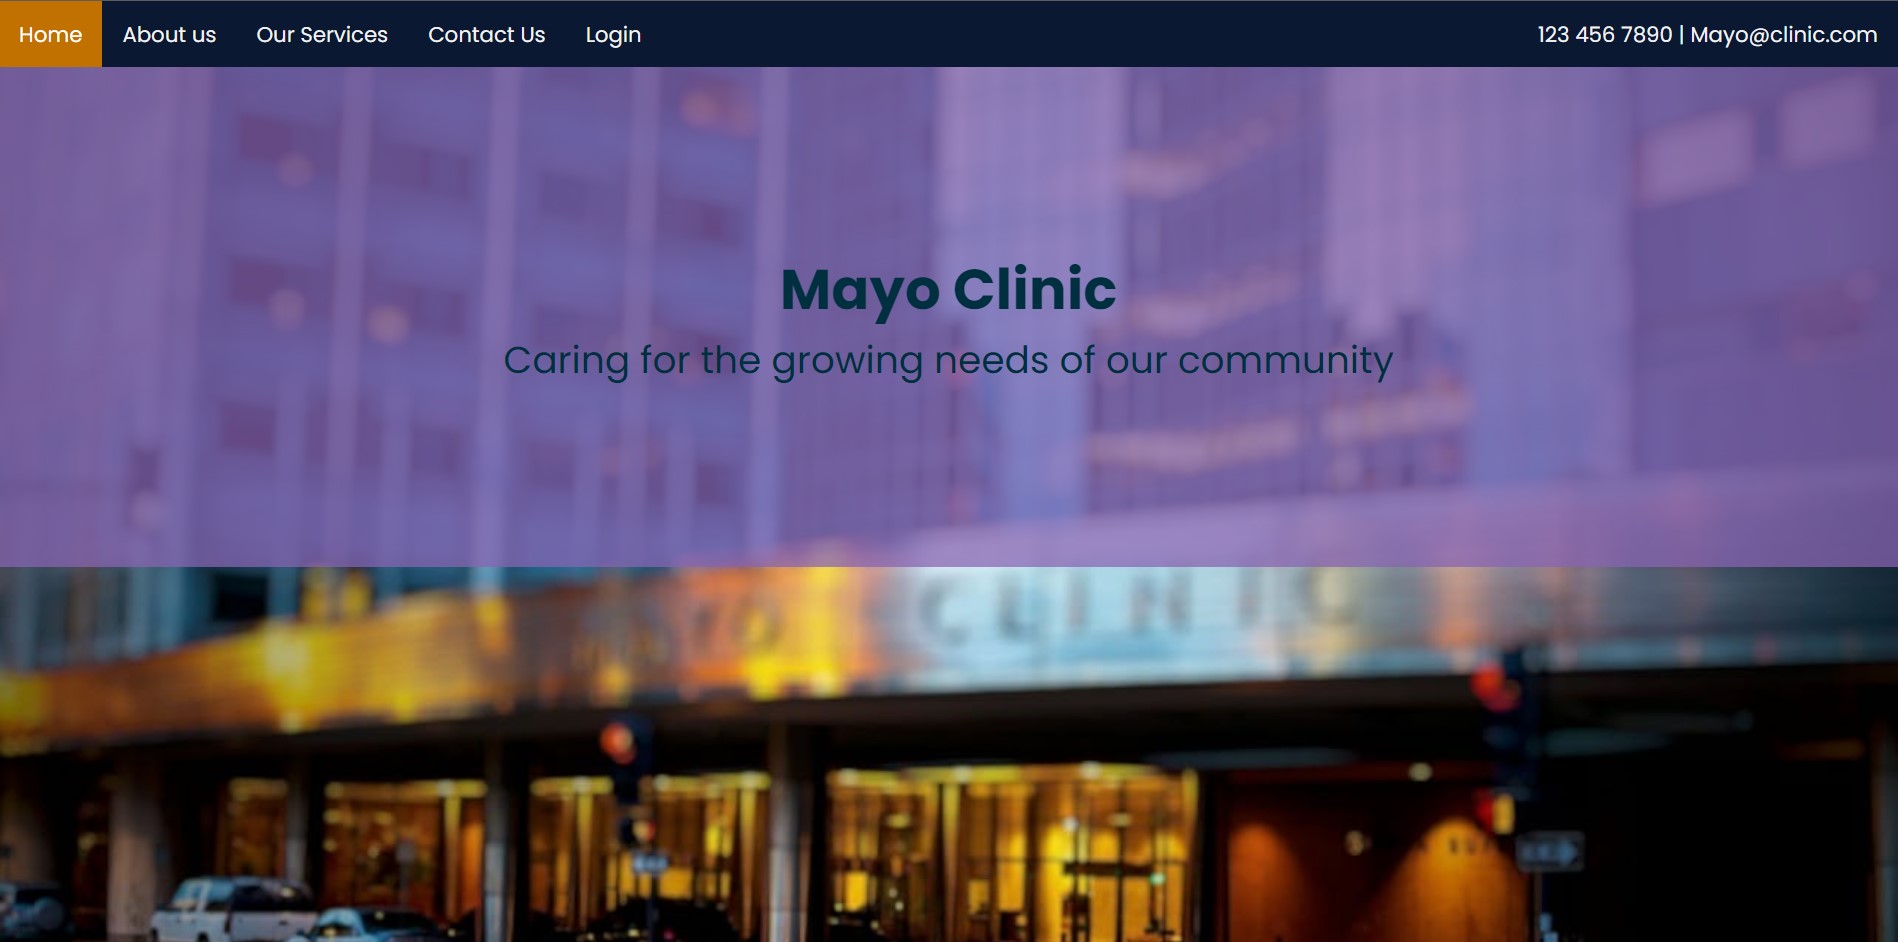 Home About us Our Services Contact Us Login 123 456 7890 | Mayo@clinic.com
Mayo Clinic
Caring for the growing needs of our community
CLINIC